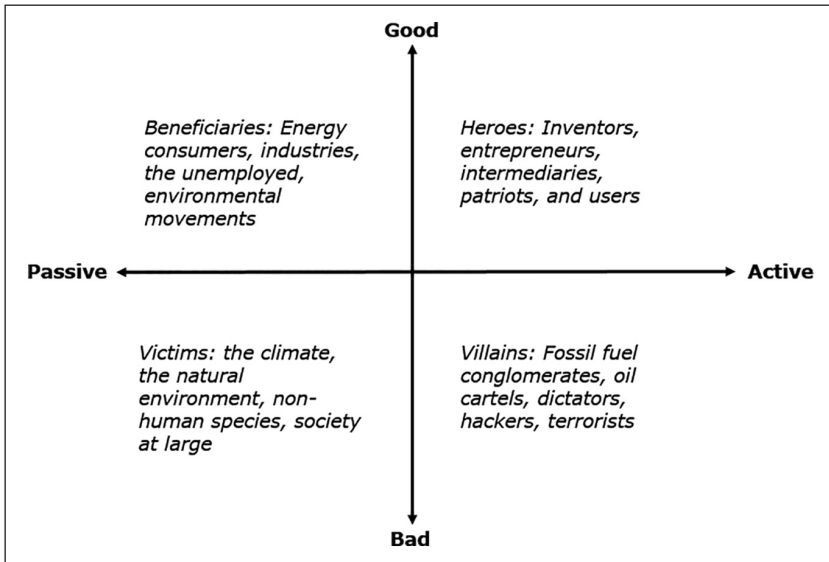 Good
Beneficiaries: Energy
consumers, industries,
the unemployed,
environmental
movements
Heroes: Inventors,
entrepreneurs,
intermediaries,
patriots, and users
Passive
Active
Victims: the climate,
the natural
environment, non-
human species, society
at large
Villains: Fossil fuel
conglomerates, oil
cartels, dictators,
hackers, terrorists
Bad